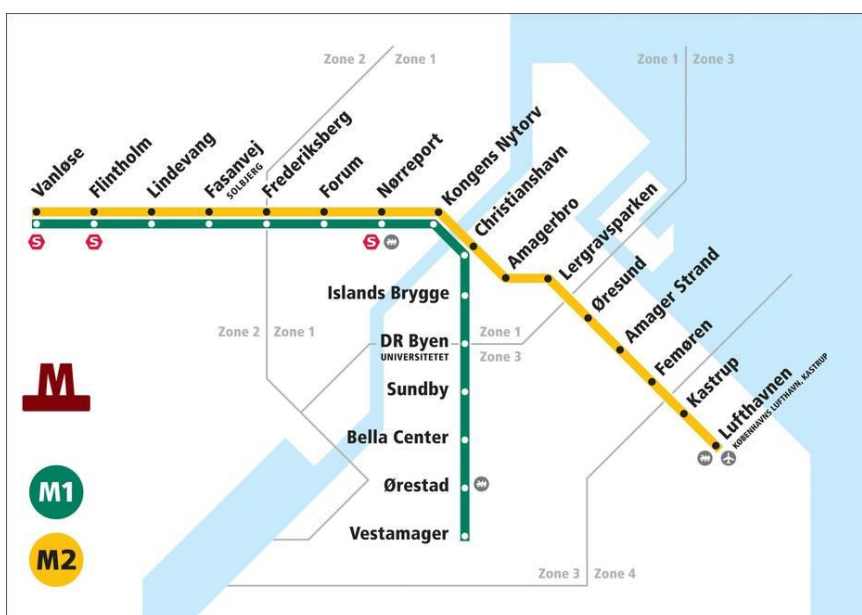 Zone 2
Zone 1
Zone 1
Zone 3
Vanløse
Flintholm
Lindevang
Fasanvej
SOLBJERG
Frederiksberg
Forum
Nørreport
Kongens Nytorv
Christianshavn
Amagerbro
Lergravsparken
Øresund
Amager Strand
Femøren
Kastrup
Lufthavnen
KØBENHAVNS LUFTHAVN, KASTRUP
S
S
S
Islands Brygge
Zone 2
Zone 1
DR Byen
UNIVERSITETET
Zone 1
Zone 3
Sundby
Bella Center
Ørestad
Vestamager
Zone 3
Zone 4
M
M1
M2